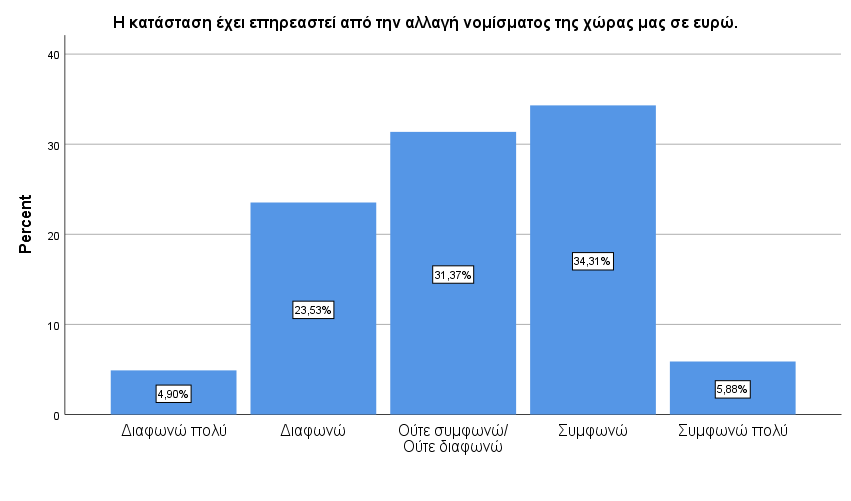 Η κατάσταση έχει επηρεαστεί από την αλλαγή νομίσματος της χώρας μας σε ευρώ.
40
30
20
10
0
Percent
4,90%
23,53%
31,37%
34,31%
5,88%
Διαφωνώ πολύ
Διαφωνώ
Ούτε συμφωνώ/
Ούτε διαφωνώ
Συμφωνώ
Συμφωνώ πολύ